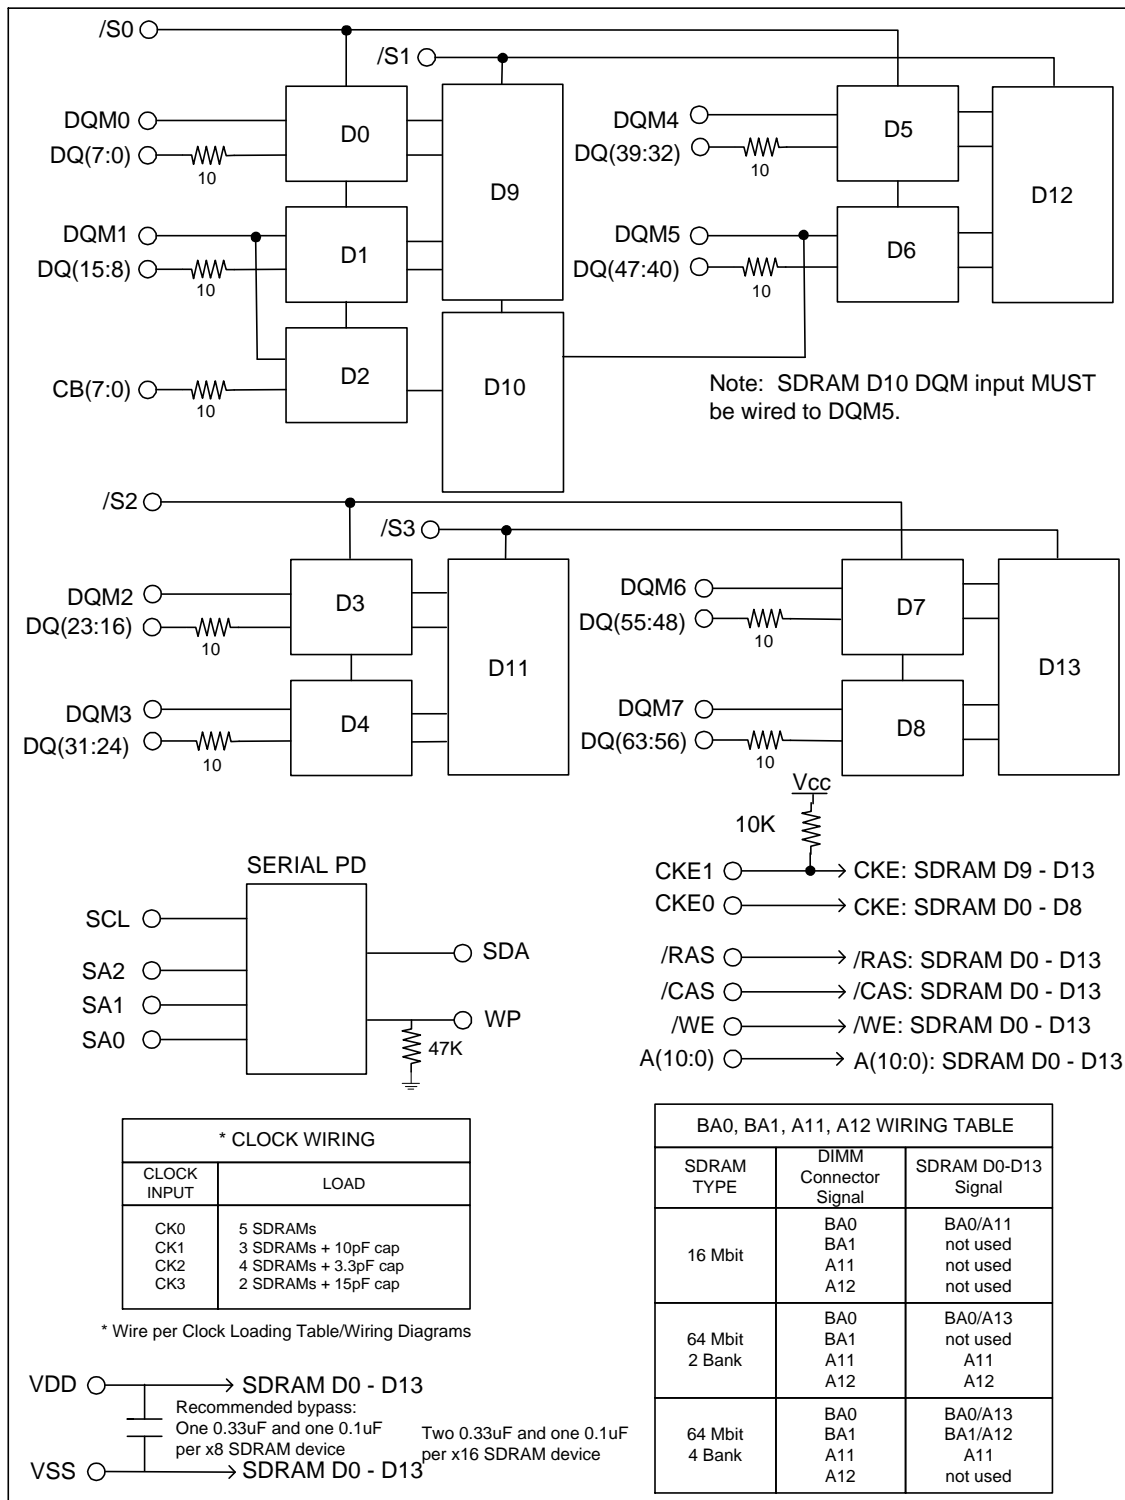 /S0
/S1
DQM0
DQ(7:0)
10
D0
D9
DQM1
DQ(15:8)
10
D1
CB(7:0)
10
D2
D10
DQM4
DQ(39:32)
10
D5
D12
DQM5
DQ(47:40)
10
D6
Note: SDRAM D10 DQM input MUST
be wired to DQM5.
/S2
/S3
DQM2
DQ(23:16)
10
D3
D11
DQM3
DQ(31:24)
10
D4
DQM6
DQ(55:48)
10
D7
D13
DQM7
DQ(63:56)
10
D8
Vcc
10K
CKE1
CKE: SDRAM D9 - D13
CKE0
CKE: SDRAM D0 - D8
/RAS
/RAS: SDRAM D0 - D13
/CAS
/CAS: SDRAM D0 - D13
/WE
/WE: SDRAM D0 - D13
A(10:0)
A(10:0): SDRAM D0 - D13
SERIAL PD
SCL
SA2
SA1
SA0
SDA
WP
47K
* CLOCK WIRING
CLOCK INPUT LOAD
CK0 5 SDRAMs
CK1 3 SDRAMs + 10pF cap
CK2 4 SDRAMs + 3.3pF cap
CK3 2 SDRAMs + 15pF cap
* Wire per Clock Loading Table/Wiring Diagrams
VDD
SDRAM D0 - D13
Recommended bypass:
One 0.33uF and one 0.1uF
per x8 SDRAM device
Two 0.33uF and one 0.1uF
per x16 SDRAM device
VSS
SDRAM D0 - D13
BA0, BA1, A11, A12 WIRING TABLE
SDRAM TYPE DIMM Connector Signal SDRAM D0-D13 Signal
16 Mbit
BA0 BA0/A11
BA1 not used
A11 not used
A12 not used
64 Mbit
2 Bank
BA0 BA0/A13
BA1 not used
A11 A11
A12 A12
64 Mbit
4 Bank
BA0 BA0/A13
BA1 BA1/A12
A11 A11
A12 not used